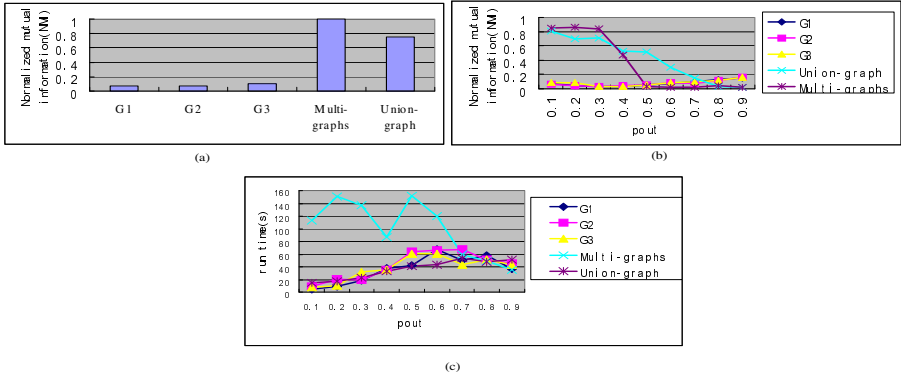 Normalized mutual
information(NMI)
1
0.8
0.6
0.4
0.2
0
G1
G2
G3
Multi-
graphs
Union-
graph
(a)
Normalized mutual
information(NMI)
1
0.8
0.6
0.4
0.2
0
0.1
0.2
0.3
0.4
0.5
0.6
0.7
0.8
0.9
pout
G1
G2
G3
Union-graph
Multi-graphs
(b)
run time(s)
160
140
120
100
80
60
40
20
0
0.1
0.2
0.3
0.4
0.5
0.6
0.7
0.8
0.9
pout
G1
G2
G3
Multi-graphs
Union-graph
(c)